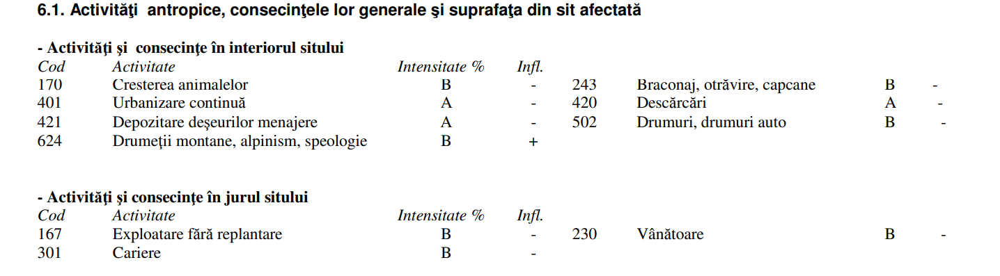 6.1. Activităţi antropice, consecinţele lor generale şi suprafaţa din sit afectată
- Activităţi şi consecinţe în interiorul sitului
Cod Activitate Intensitate % Infl.
170 Cresterea animalelor B - 243 Braconaj, otrăvire, capcane B -
401 Urbanizare continuă A - 420 Descărcări A -
421 Depozitare deşeurilor menajere A - 502 Drumuri, drumuri auto B -
624 Drumeţii montane, alpinism, speologie B +
- Activităţi şi consecinţe în jurul sitului
Cod Activitate Intensitate % Infl.
167 Exploatare fără replantare B - 230 Vânătoare B -
301 Cariere B -